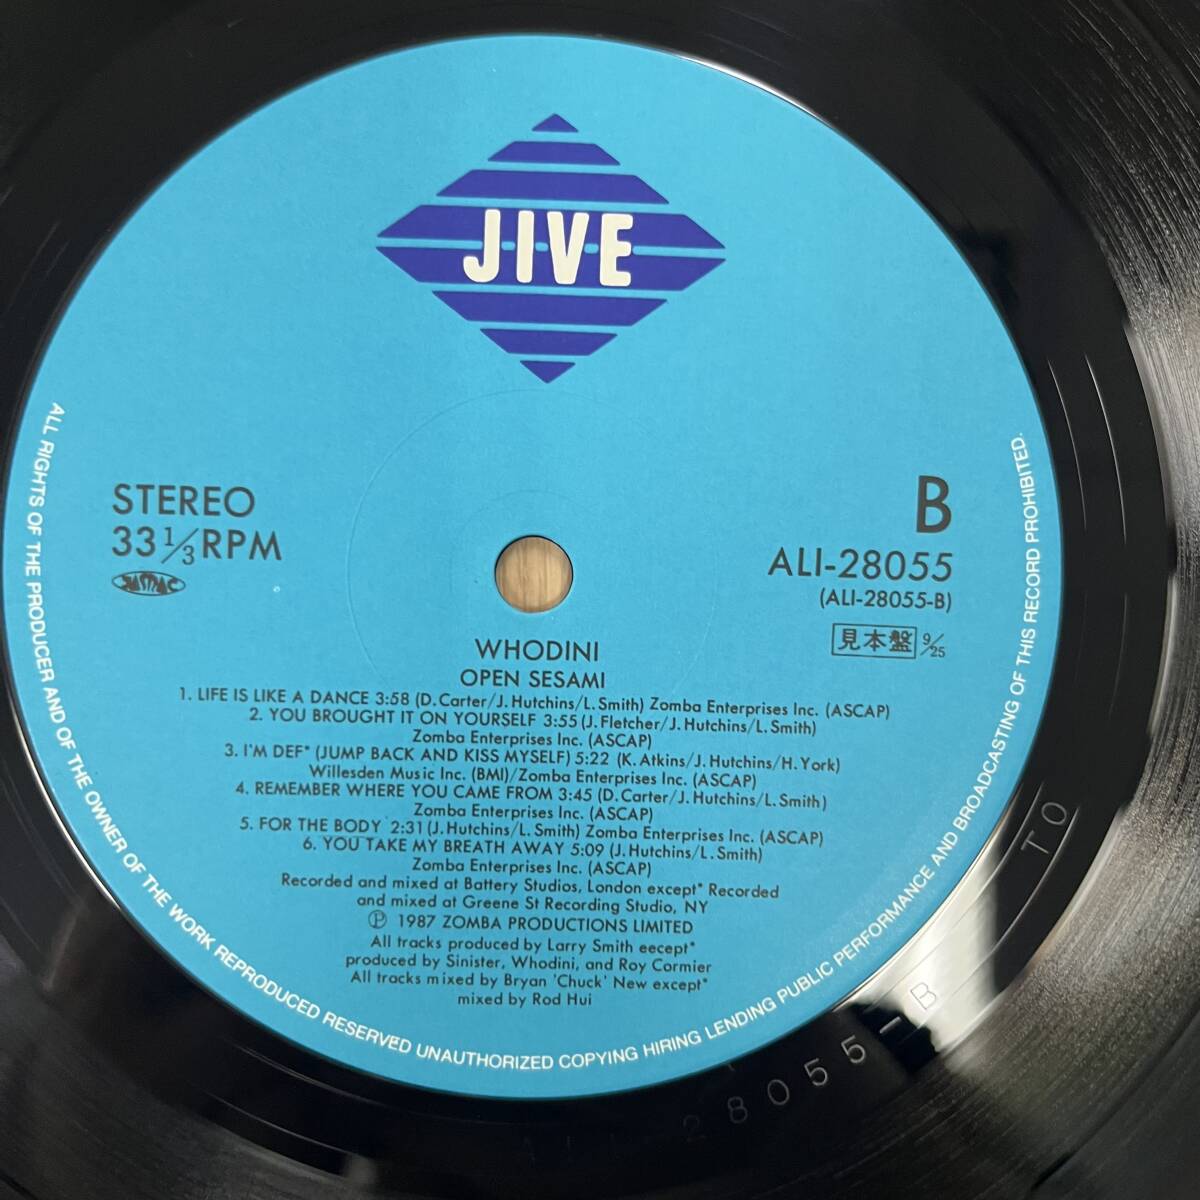 JIVE
STEREO
33 1/3 RPM
JASRAC
B
ALI-28055
(ALI-28055-B)
見本盤 9/25
WHODINI
OPEN SESAMI
1. LIFE IS LIKE A DANCE 3:58 (D. Carter/J. Hutchins/L. Smith) Zomba Enterprises Inc. (ASCAP)
2. YOU BROUGHT IT ON YOURSELF 3:55 (J. Fletcher/J. Hutchins/L. Smith)
Zomba Enterprises Inc. (ASCAP)
3. I'M DEF* (JUMP BACK AND KISS MYSELF) 5:22 (K. Atkins/J. Hutchins/H. York)
Willesden Music Inc. (BMI)/Zomba Enterprises Inc. (ASCAP)
4. REMEMBER WHERE YOU CAME FROM 3:45 (D. Carter/J. Hutchins/L. Smith)
Zomba Enterprises Inc. (ASCAP)
5. FOR THE BODY 2:31 (J. Hutchins/L. Smith) Zomba Enterprises Inc. (ASCAP)
6. YOU TAKE MY BREATH AWAY 5:09 (J. Hutchins/L. Smith)
Zomba Enterprises Inc. (ASCAP)
Recorded and mixed at Battery Studios, London except* Recorded
and mixed at Greene St Recording Studio, NY
Ⓟ 1987 ZOMBA PRODUCTIONS LIMITED
All tracks produced by Larry Smith eecept*
produced by Sinister, Whodini, and Roy Cormier
All tracks mixed by Bryan 'Chuck' New except*
mixed by Rod Hui
ALL RIGHTS OF THE PRODUCER AND OF THE OWNER OF THE WORK REPRODUCED RESERVED UNAUTHORIZED COPYING HIRING LENDING PUBLIC PERFORMANCE AND BROADCASTING OF THIS RECORD PROHIBITED.
28055-B
TO